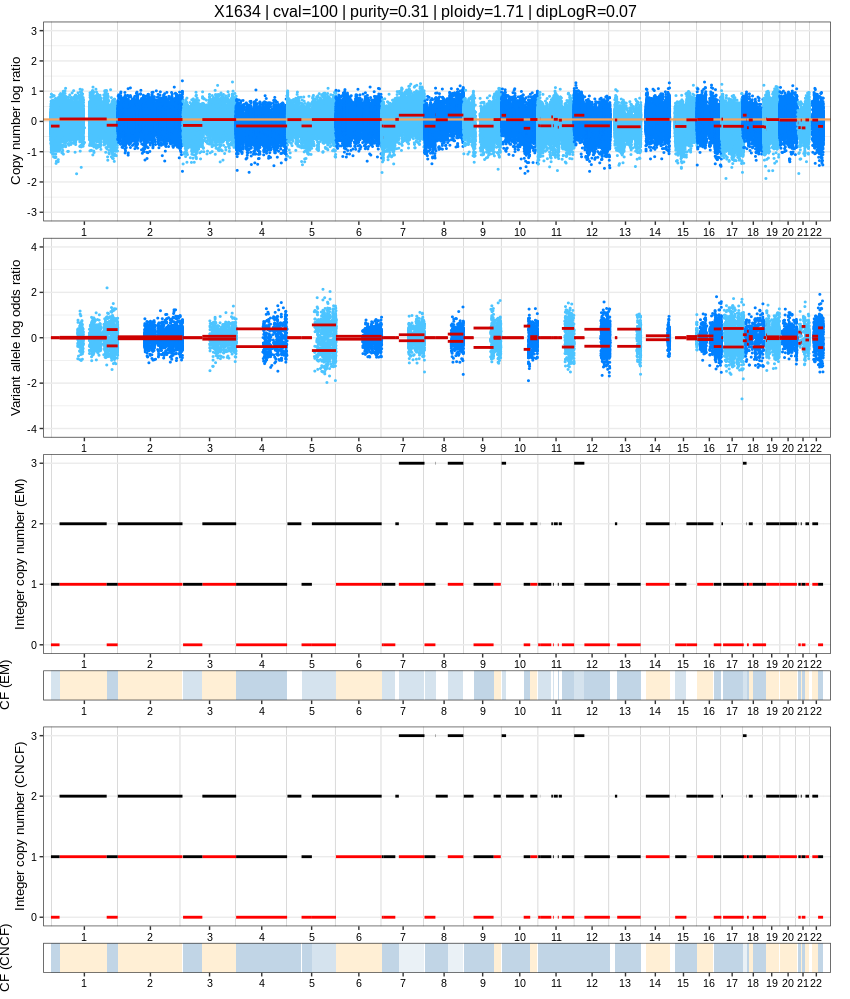 X1634 | cval=100 | purity=0.31 | ploidy=1.71 | dipLogR=0.07
Copy number log ratio
3
2
1
0
-1
-2
-3
1 2 3 4 5 6 7 8 9 10 11 12 13 14 15 16 17 18 19 20 21 22
Variant allele log odds ratio
4
2
0
-2
-4
1 2 3 4 5 6 7 8 9 10 11 12 13 14 15 16 17 18 19 20 21 22
Integer copy number (EM)
3
2
1
0
1 2 3 4 5 6 7 8 9 10 11 12 13 14 15 16 17 18 19 20 21 22
CF (EM)
1 2 3 4 5 6 7 8 9 10 11 12 13 14 15 16 17 18 19 20 21 22
Integer copy number (CNCF)
3
2
1
0
1 2 3 4 5 6 7 8 9 10 11 12 13 14 15 16 17 18 19 20 21 22
CF (CNCF)
1 2 3 4 5 6 7 8 9 10 11 12 13 14 15 16 17 18 19 20 21 22